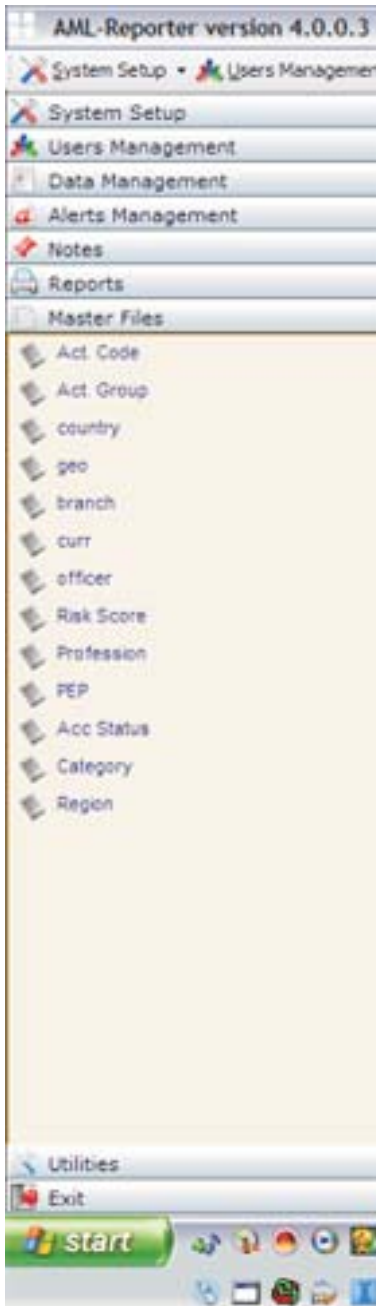 AML-Reporter version 4.0.0.3
System Setup • Users Managemen
System Setup
Users Management
Data Management
Alerts Management
Notes
Reports
Master Files
Act. Code
Act. Group
country
geo
branch
curr
officer
Risk Score
Profession
PEP
Acc Status
Category
Region
Utilities
Exit
start